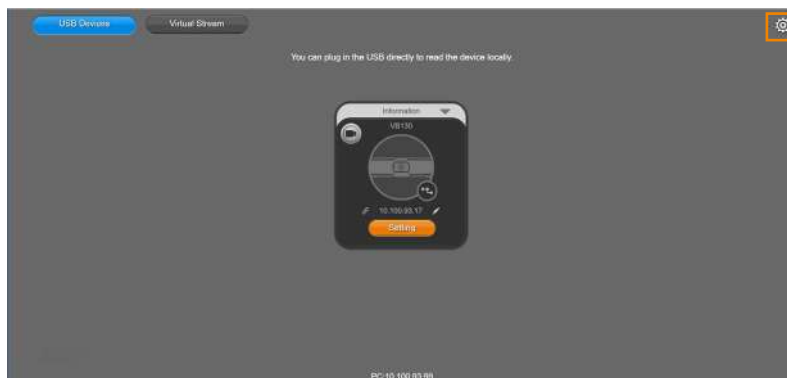 USB Devices
Virtual Stream
You can plug in the USB directly to read the device locally.
Information
VB130
10.100.93.17
Setting
PC:10.100.93.99